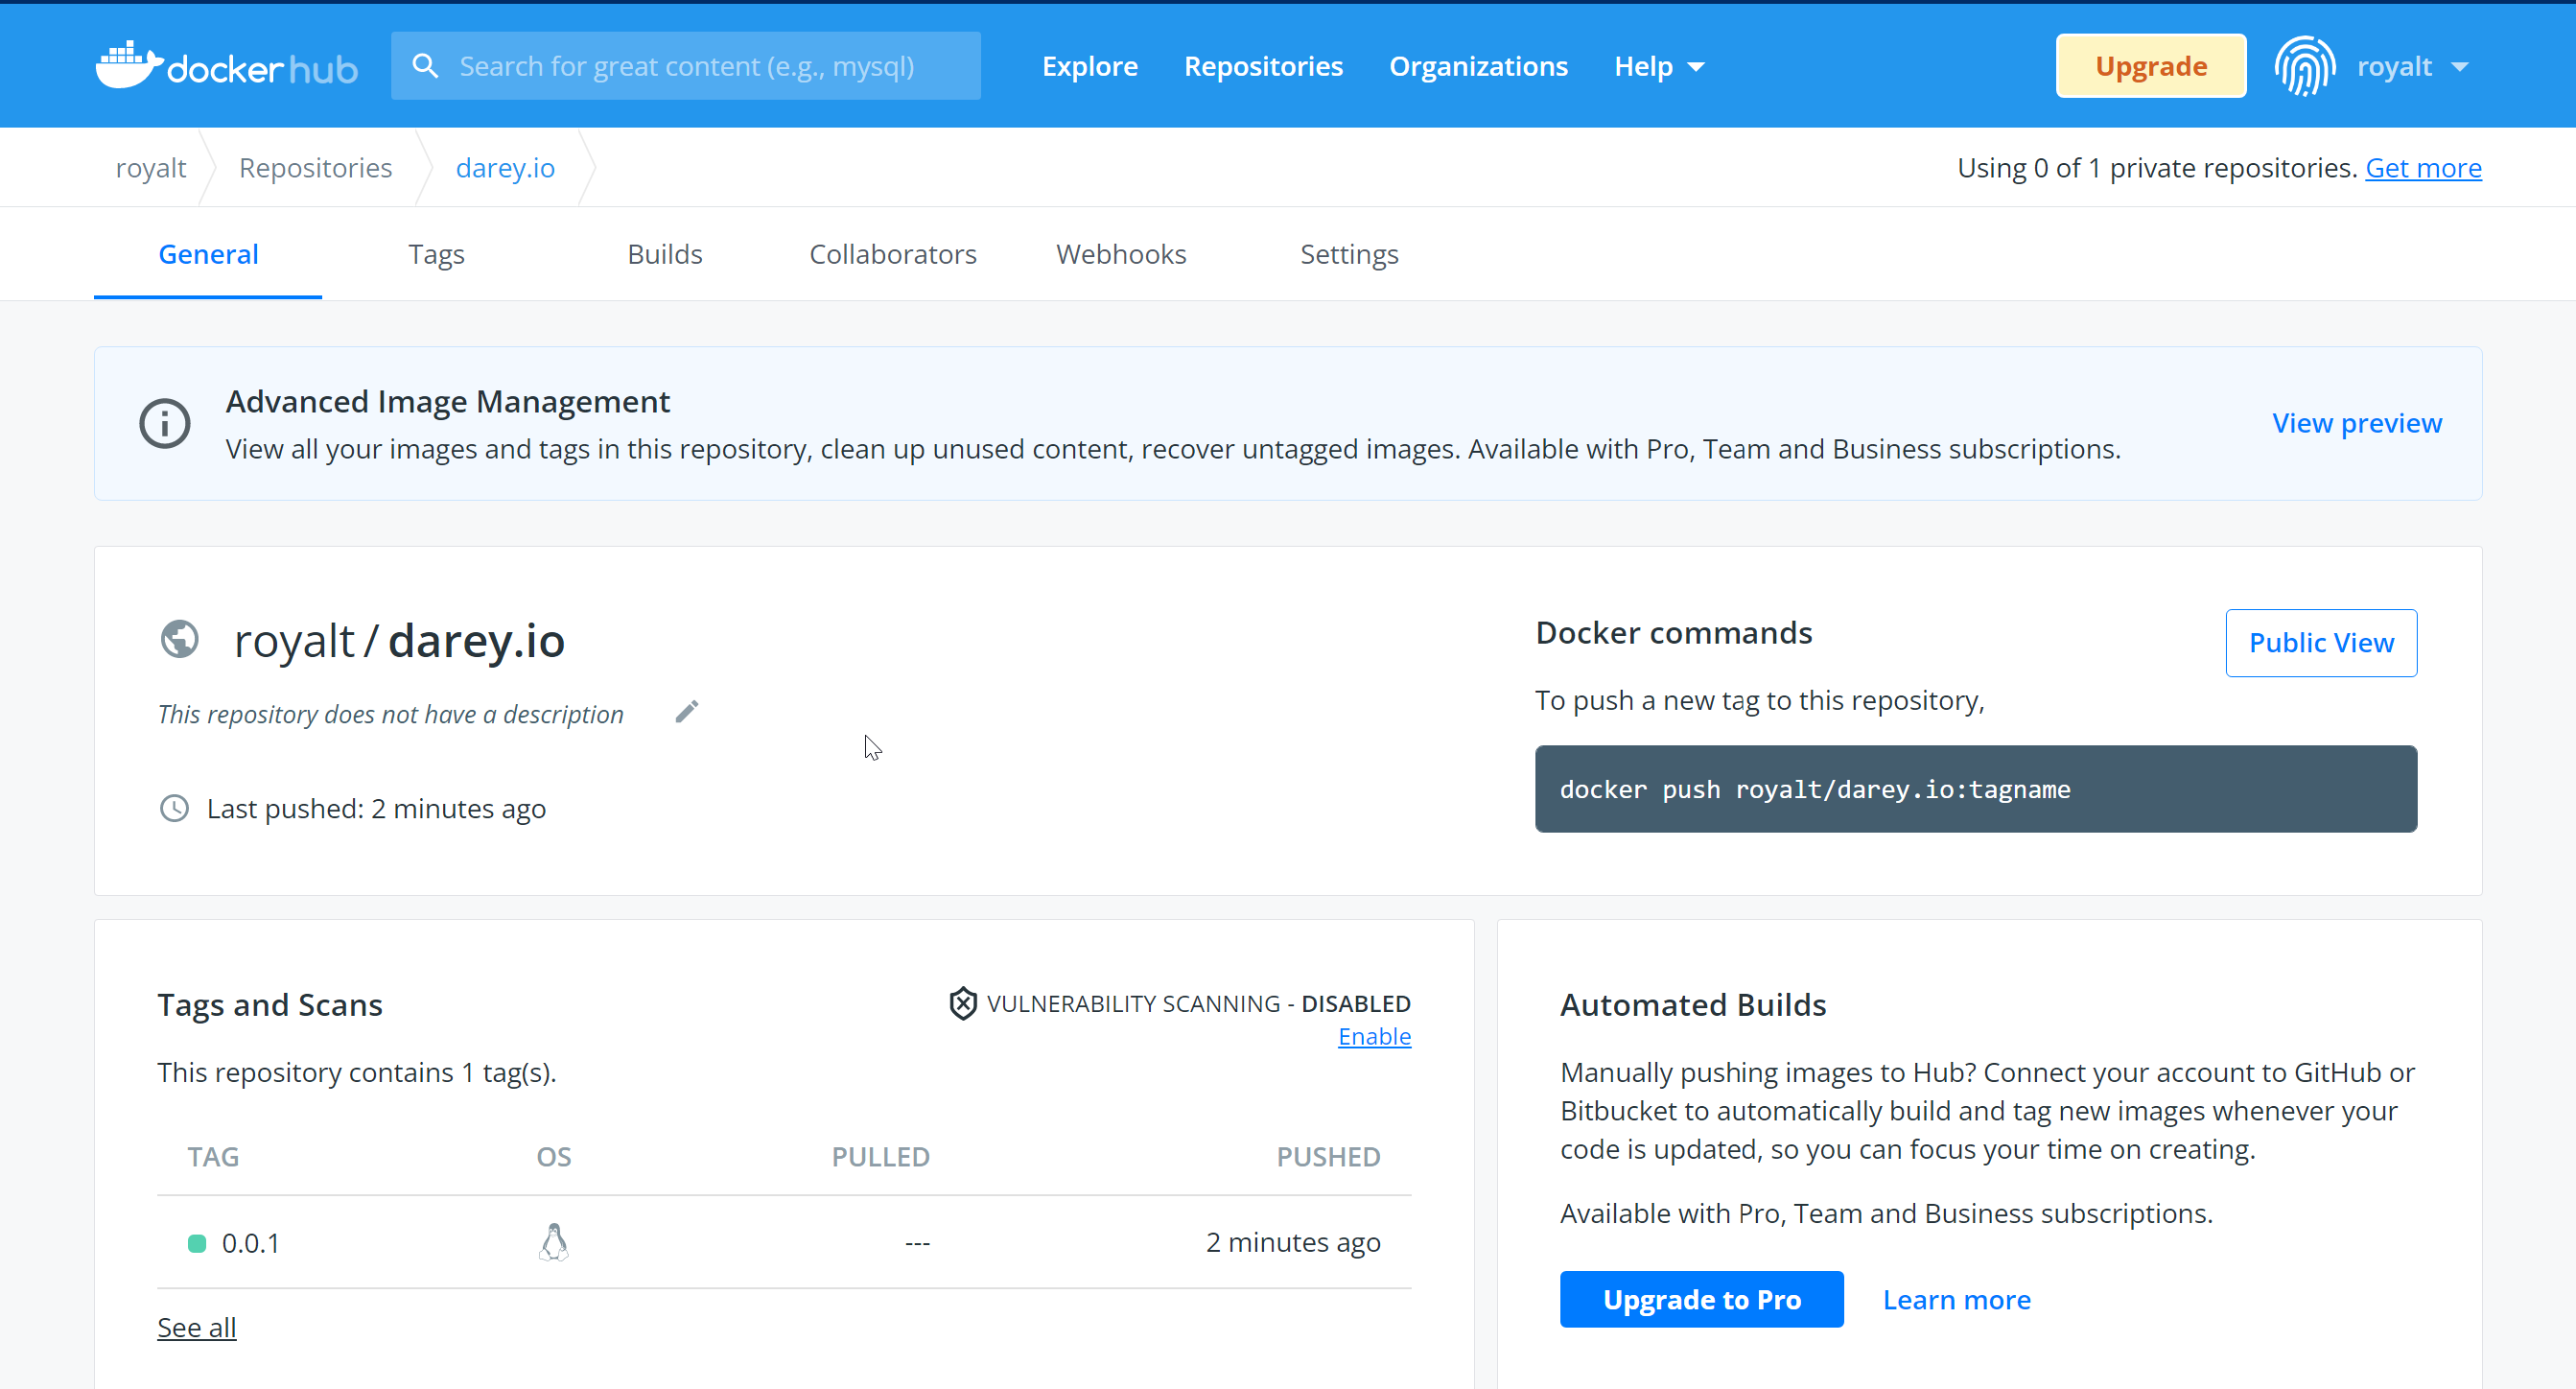 docker hub
Search for great content (e.g., mysql)
Explore
Repositories
Organizations
Help
Upgrade
royalt
royalt
Repositories
darey.io
Using 0 of 1 private repositories. Get more
General
Tags
Builds
Collaborators
Webhooks
Settings
Advanced Image Management
View all your images and tags in this repository, clean up unused content, recover untagged images. Available with Pro, Team and Business subscriptions.
View preview
royalt / darey.io
This repository does not have a description
Last pushed: 2 minutes ago
Docker commands
Public View
To push a new tag to this repository,
docker push royalt/darey.io:tagname
Tags and Scans
VULNERABILITY SCANNING - DISABLED
Enable
This repository contains 1 tag(s).
TAG
OS
PULLED
PUSHED
0.0.1
---
2 minutes ago
See all
Automated Builds
Manually pushing images to Hub? Connect your account to GitHub or
Bitbucket to automatically build and tag new images whenever your
code is updated, so you can focus your time on creating.
Available with Pro, Team and Business subscriptions.
Upgrade to Pro
Learn more